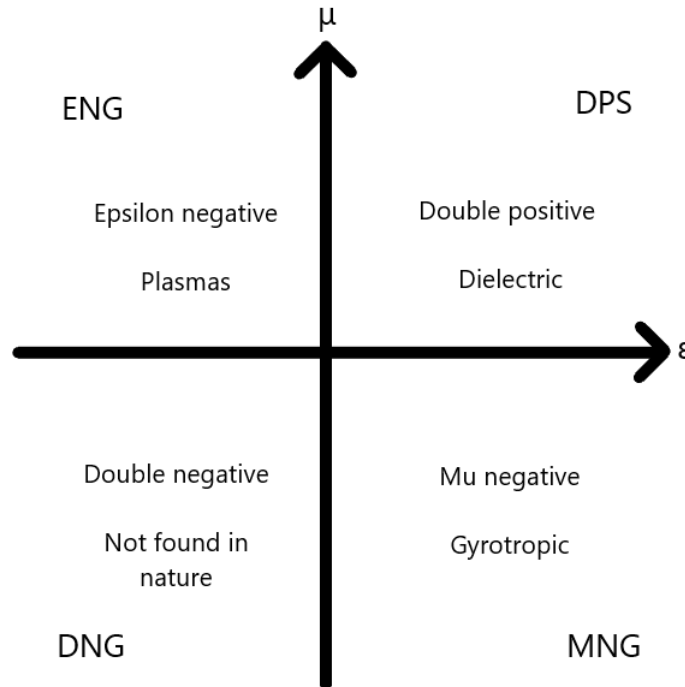 μ
ENG
DPS
Epsilon negative
Double positive
Plasmas
Dielectric
ε
Double negative
Mu negative
Not found in
nature
Gyrotropic
DNG
MNG